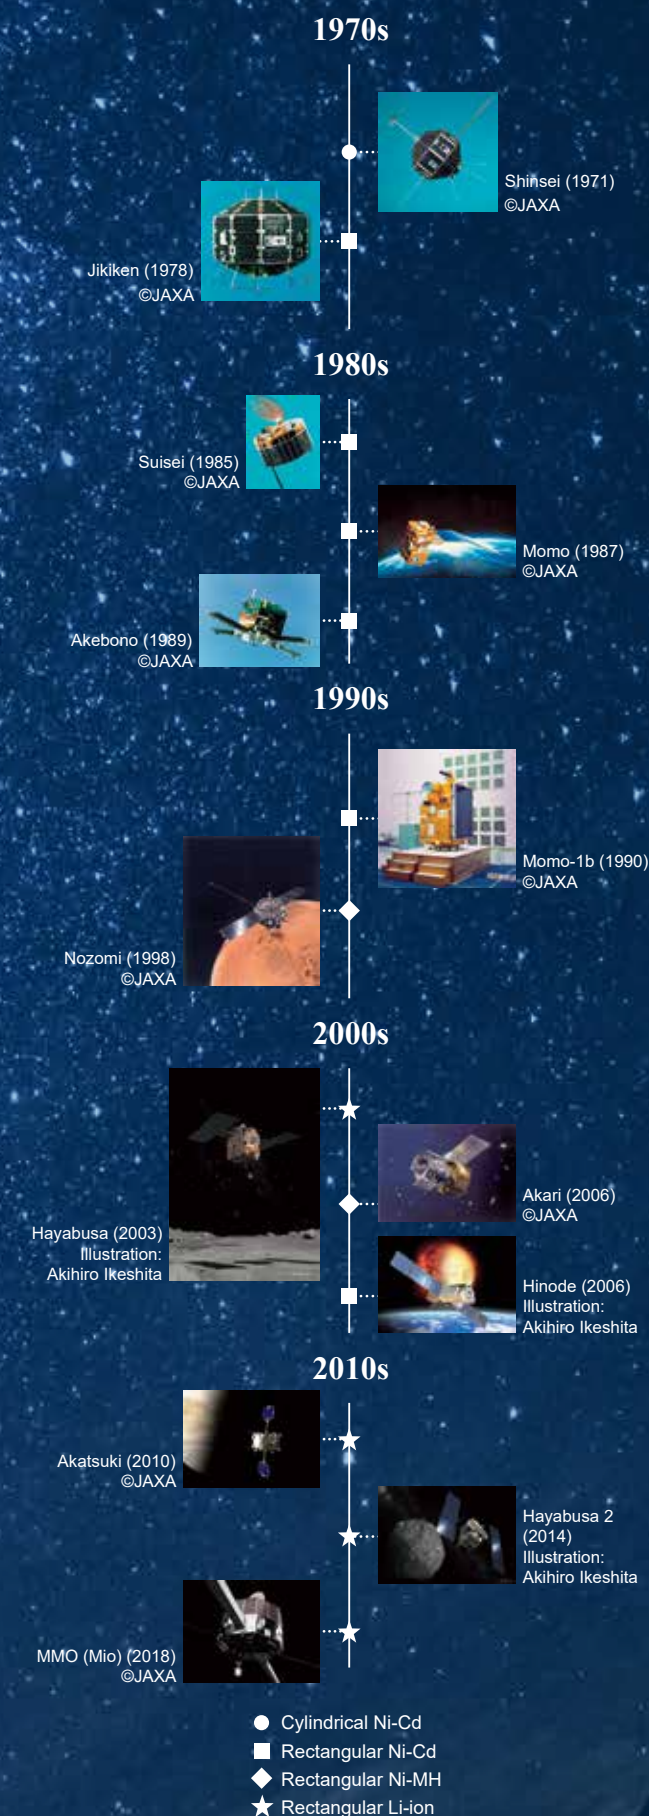 1970s
Shinsei (1971)
©JAXA
Jikiken (1978)
©JAXA
1980s
Suisei (1985)
©JAXA
Momo (1987)
©JAXA
Akebono (1989)
©JAXA
1990s
Momo-1b (1990)
©JAXA
Nozomi (1998)
©JAXA
2000s
Hayabusa (2003)
Illustration:
Akihiro Ikeshita
Akari (2006)
©JAXA
Hinode (2006)
Illustration:
Akihiro Ikeshita
2010s
Akatsuki (2010)
©JAXA
Hayabusa 2
(2014)
Illustration:
Akihiro Ikeshita
MMO (Mio) (2018)
©JAXA
Cylindrical Ni-Cd
Rectangular Ni-Cd
Rectangular Ni-MH
Rectangular Li-ion